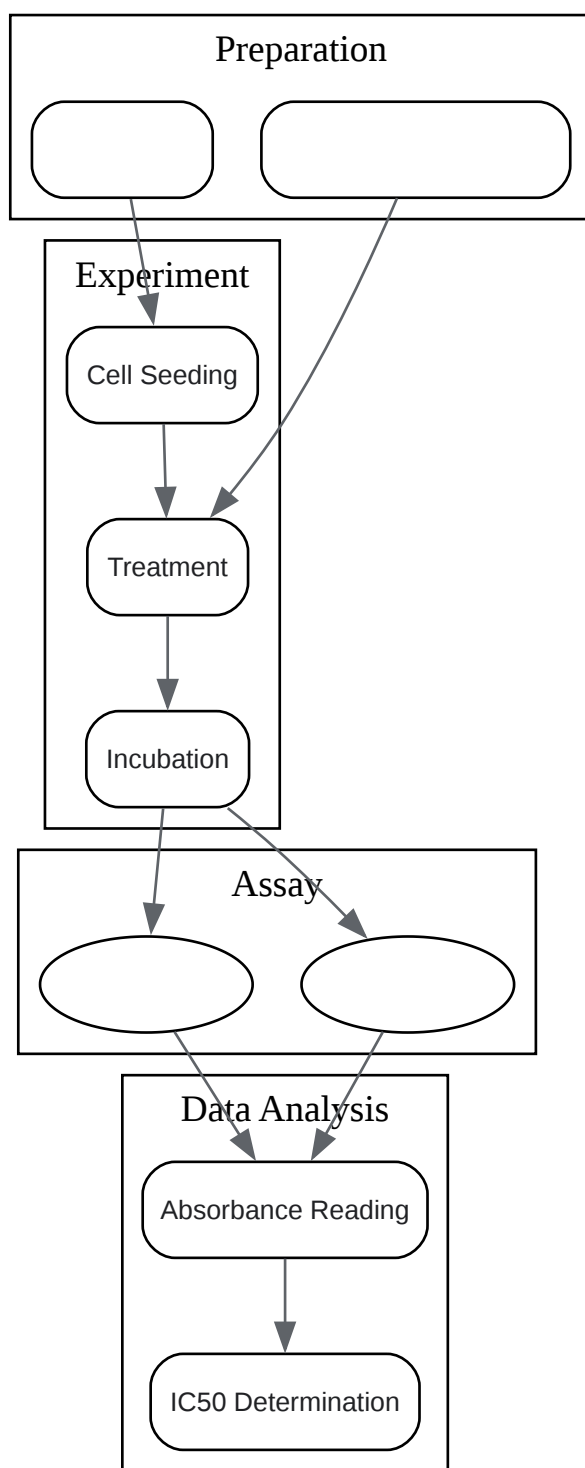 Preparation
Experiment
Cell Seeding
Treatment
Incubation
Assay
Data Analysis
Absorbance Reading
IC50 Determination